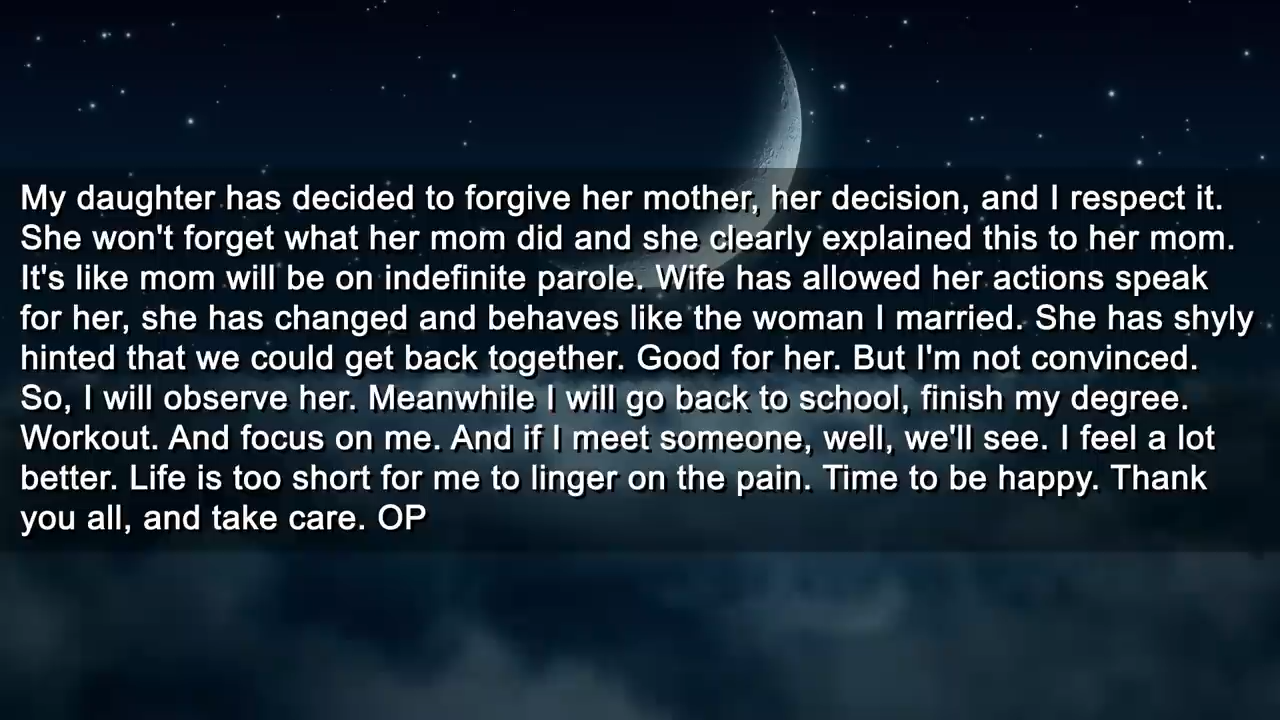 My daughter has decided to forgive her mother, her decision, and I respect it.
She won't forget what her mom did and she clearly explained this to her mom.
It's like mom will be on indefinite parole. Wife has allowed her actions speak
for her, she has changed and behaves like the woman I married. She has shyly
hinted that we could get back together. Good for her. But I'm not convinced.
So, I will observe her. Meanwhile I will go back to school, finish my degree.
Workout. And focus on me. And if I meet someone, well, we'll see. I feel a lot
better. Life is too short for me to linger on the pain. Time to be happy. Thank
you all, and take care. OP